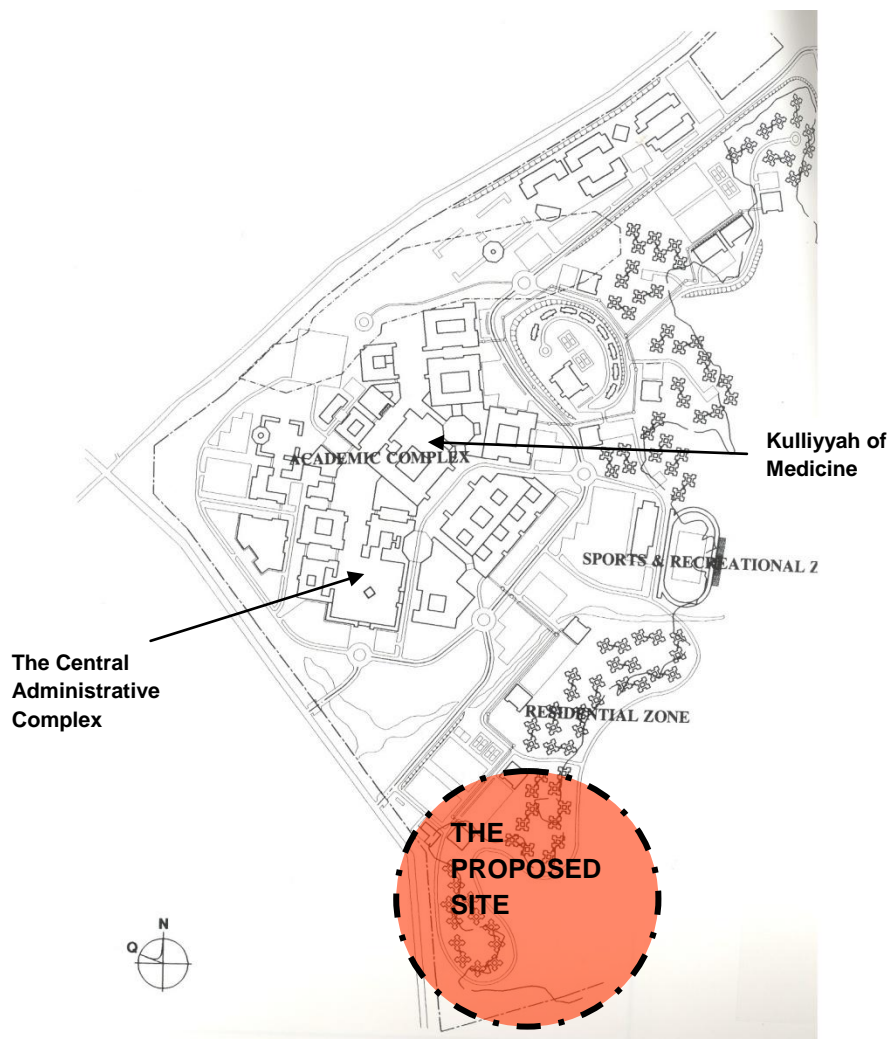 Kulliyyah of
Medicine
ACADEMIC COMPLEX
SPORTS & RECREATIONAL Z
The Central
Administrative
Complex
RESIDENTIAL ZONE
THE
PROPOSED
SITE
N
Q